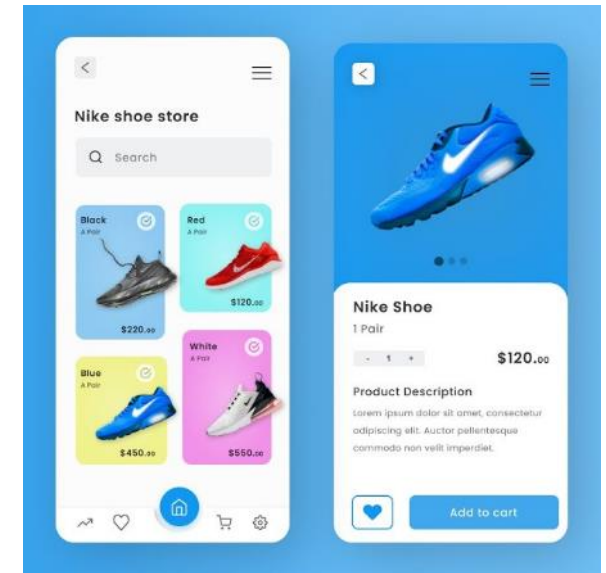 Nike shoe store
Search
Black
A Pair
$220.00
Red
A Pair
$120.00
Blue
A Pair
$450.00
White
A Pair
$550.00
Nike Shoe
1 Pair
- 1 +
$120.00
Product Description
Lorem ipsum dolor sit amet, consectetur
adipiscing elit. Auctor pellentesque
commodo non velit imperdiet.
Add to cart